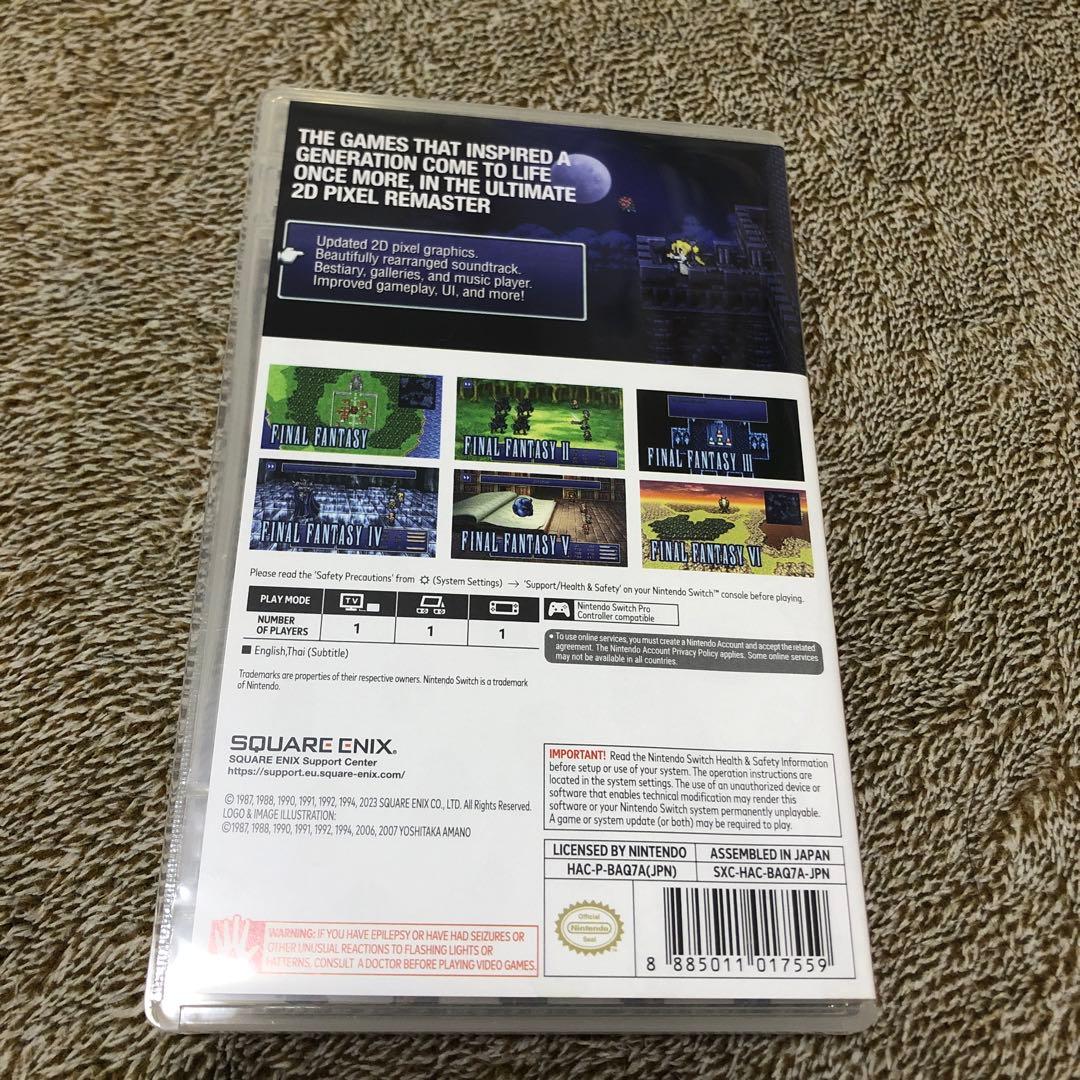 THE GAMES THAT INSPIRED A
GENERATION COME TO LIFE
ONCE MORE, IN THE ULTIMATE
2D PIXEL REMASTER
Updated 2D pixel graphics.
Beautifully rearranged soundtrack.
Bestiary, galleries, and music player.
Improved gameplay, UI, and more!
FINAL FANTASY
FINAL FANTASY II
FINAL FANTASY III
FINAL FANTASY IV
FINAL FANTASY V
FINAL FANTASY VI
Please read the 'Safety Precautions' from (System Settings) → 'Support/Health & Safety' on your Nintendo Switch™ console before playing.
PLAY MODE
TV
NUMBER
OF PLAYERS
1
1
1
Nintendo Switch Pro
Controller compatible
English,Thai (Subtitle)
• To use online services, you must create a Nintendo Account and accept the related
agreement. The Nintendo Account Privacy Policy applies. Some online services
may not be available in all countries.
Trademarks are properties of their respective owners. Nintendo Switch is a trademark
of Nintendo.
SQUARE ENIX®
SQUARE ENIX Support Center
https://support.eu.square-enix.com/
© 1987, 1988, 1990, 1991, 1992, 1994, 2023 SQUARE ENIX CO., LTD. All Rights Reserved.
LOGO & IMAGE ILLUSTRATION:
©1987, 1988, 1990, 1991, 1992, 1994, 2006, 2007 YOSHITAKA AMANO
IMPORTANT! Read the Nintendo Switch Health & Safety Information
before setup or use of your system. The operation instructions are
located in the system settings. The use of an unauthorized device or
software that enables technical modification may render this
software or your Nintendo Switch system permanently unplayable.
A game or system update (or both) may be required to play.
LICENSED BY NINTENDO
ASSEMBLED IN JAPAN
HAC-P-BAQ7A(JPN)
SXC-HAC-BAQ7A-JPN
WARNING: IF YOU HAVE EPILEPSY OR HAVE HAD SEIZURES OR
OTHER UNUSUAL REACTIONS TO FLASHING LIGHTS OR
PATTERNS, CONSULT A DOCTOR BEFORE PLAYING VIDEO GAMES.
Official
Nintendo
Seal
8 885011 017559